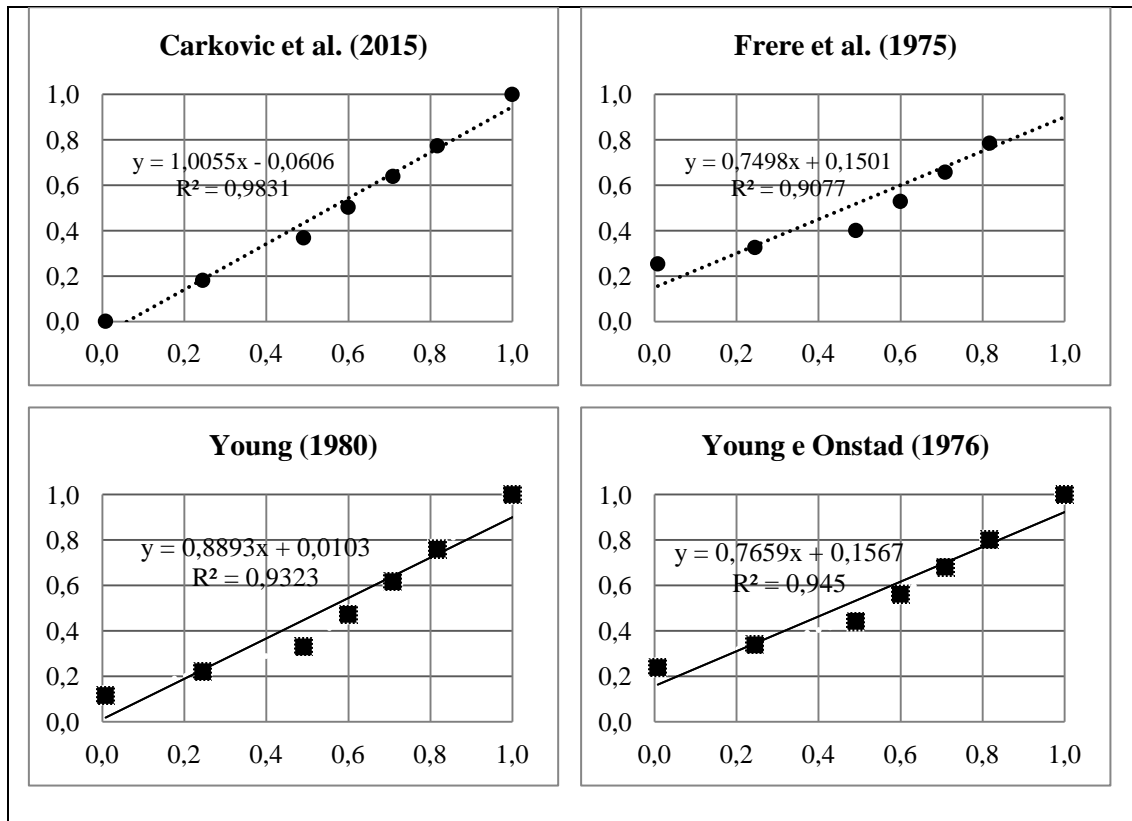 Carkovic et al. (2015)
1,0
0,8
y = 1,0055x - 0,0606
R² = 0,9831
0,6
0,4
0,2
0,0
0,0 0,2 0,4 0,6 0,8 1,0
Frere et al. (1975)
1,0
0,8
y = 0,7498x + 0,1501
R² = 0,9077
0,6
0,4
0,2
0,0
0,0 0,2 0,4 0,6 0,8 1,0
Young (1980)
1,0
0,8
y = 0,8893x + 0,0103
R² = 0,9323
0,6
0,4
0,2
0,0
0,0 0,2 0,4 0,6 0,8 1,0
Young e Onstad (1976)
1,0
0,8
y = 0,7659x + 0,1567
R² = 0,945
0,6
0,4
0,2
0,0
0,0 0,2 0,4 0,6 0,8 1,0